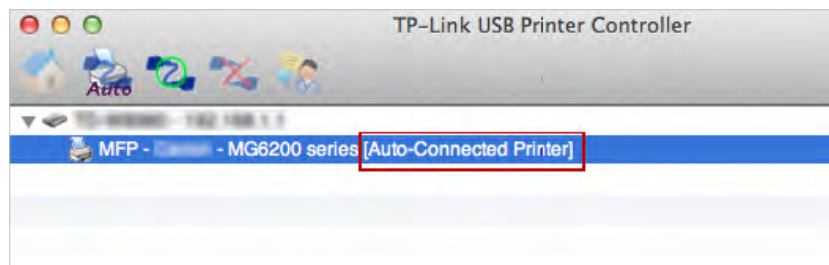 TP-Link USB Printer Controller
Auto
MFP - - MG6200 series [Auto-Connected Printer]